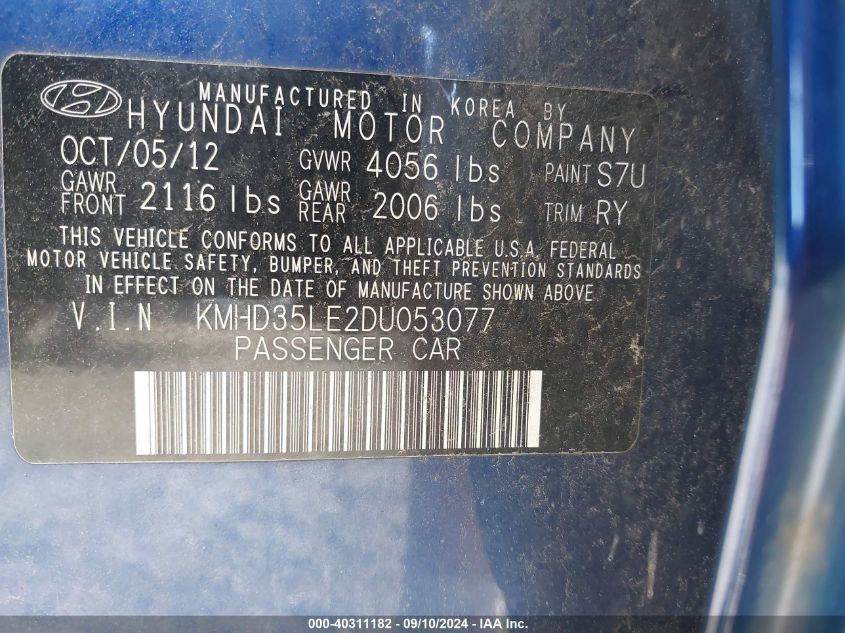 MANUFACTURED IN KOREA BY
HYUNDAI MOTOR COMPANY
OCT/05/12 GVWR 4056 lbs PAINT S7U
GAWR FRONT 2116 lbs GAWR REAR 2006 lbs TRIM RY
THIS VEHICLE CONFORMS TO ALL APPLICABLE U.S.A. FEDERAL
MOTOR VEHICLE SAFETY, BUMPER, AND THEFT PREVENTION STANDARDS
IN EFFECT ON THE DATE OF MANUFACTURE SHOWN ABOVE
V.I.N KMHD35LE2DU053077
PASSENGER CAR
000-40311182 - 09/10/2024 - IAA Inc.